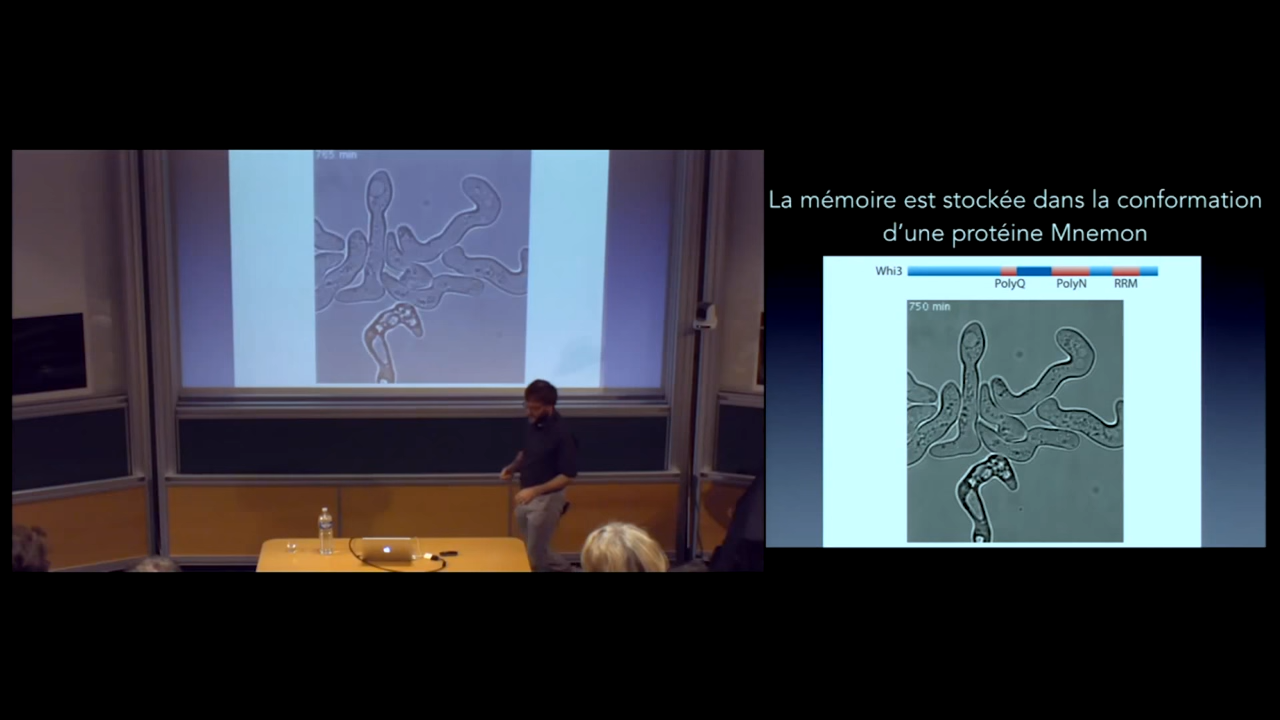 765 min
La mémoire est stockée dans la conformation
d'une protéine Mnemon
Whi3
PolyQ PolyN RRM
750 min